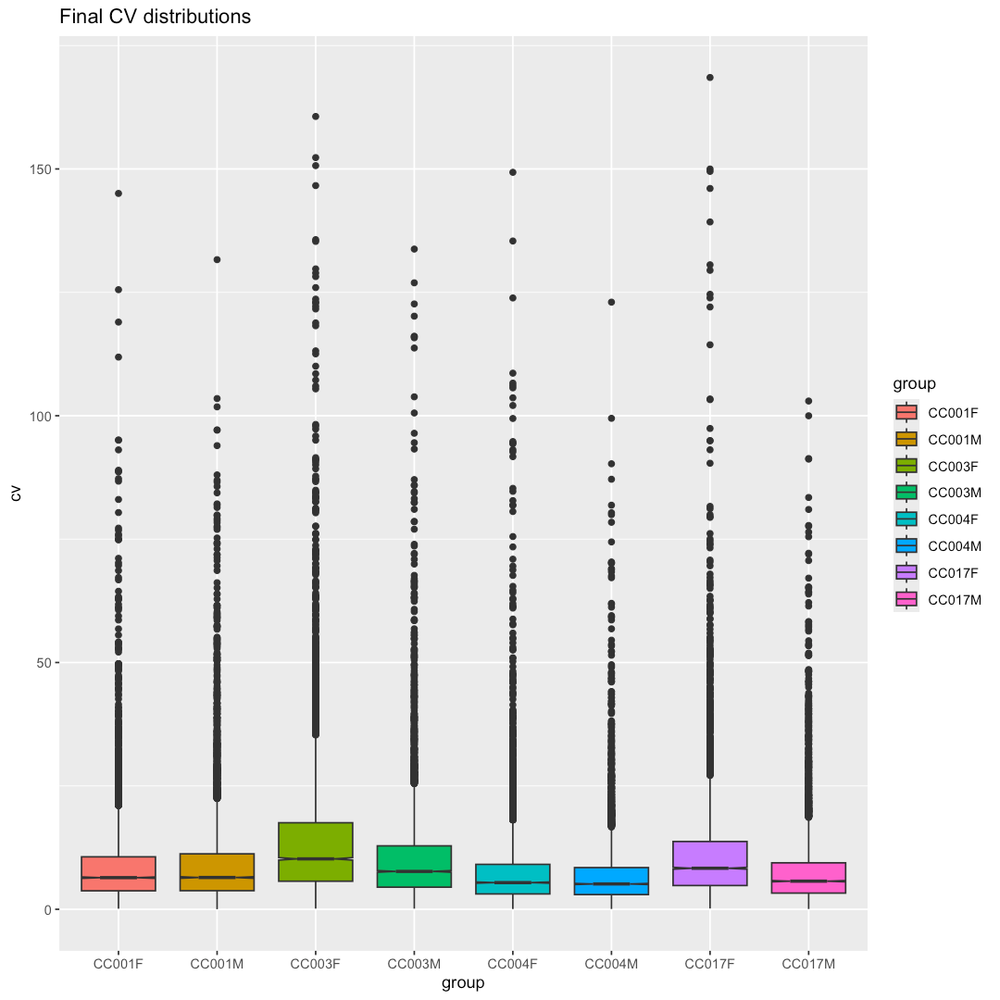 Final CV distributions
cv
150
100
50
0
CC001F CC001M CC003F CC003M CC004F CC004M CC017F CC017M
group
group
CC001F
CC001M
CC003F
CC003M
CC004F
CC004M
CC017F
CC017M